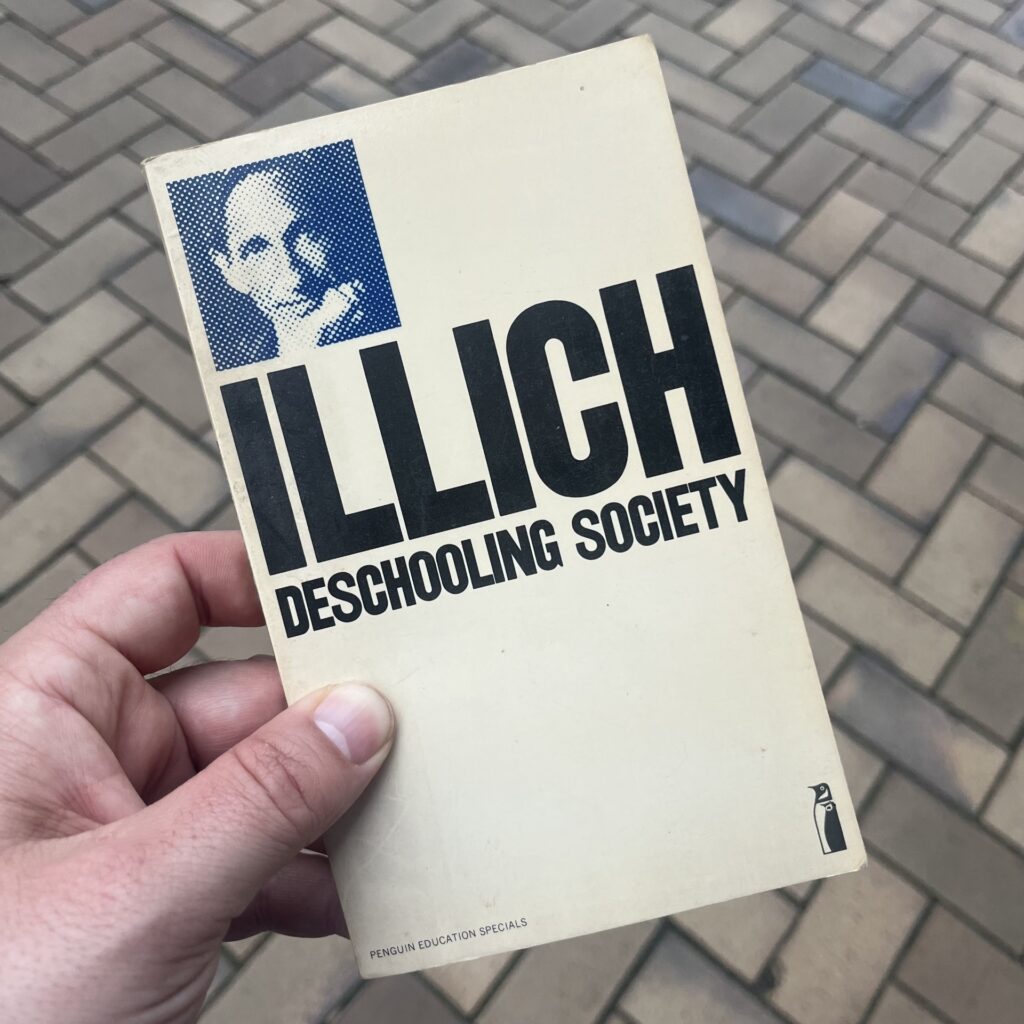 ILLICH
DESCHOOLING SOCIETY
PENGUIN EDUCATION SPECIALS